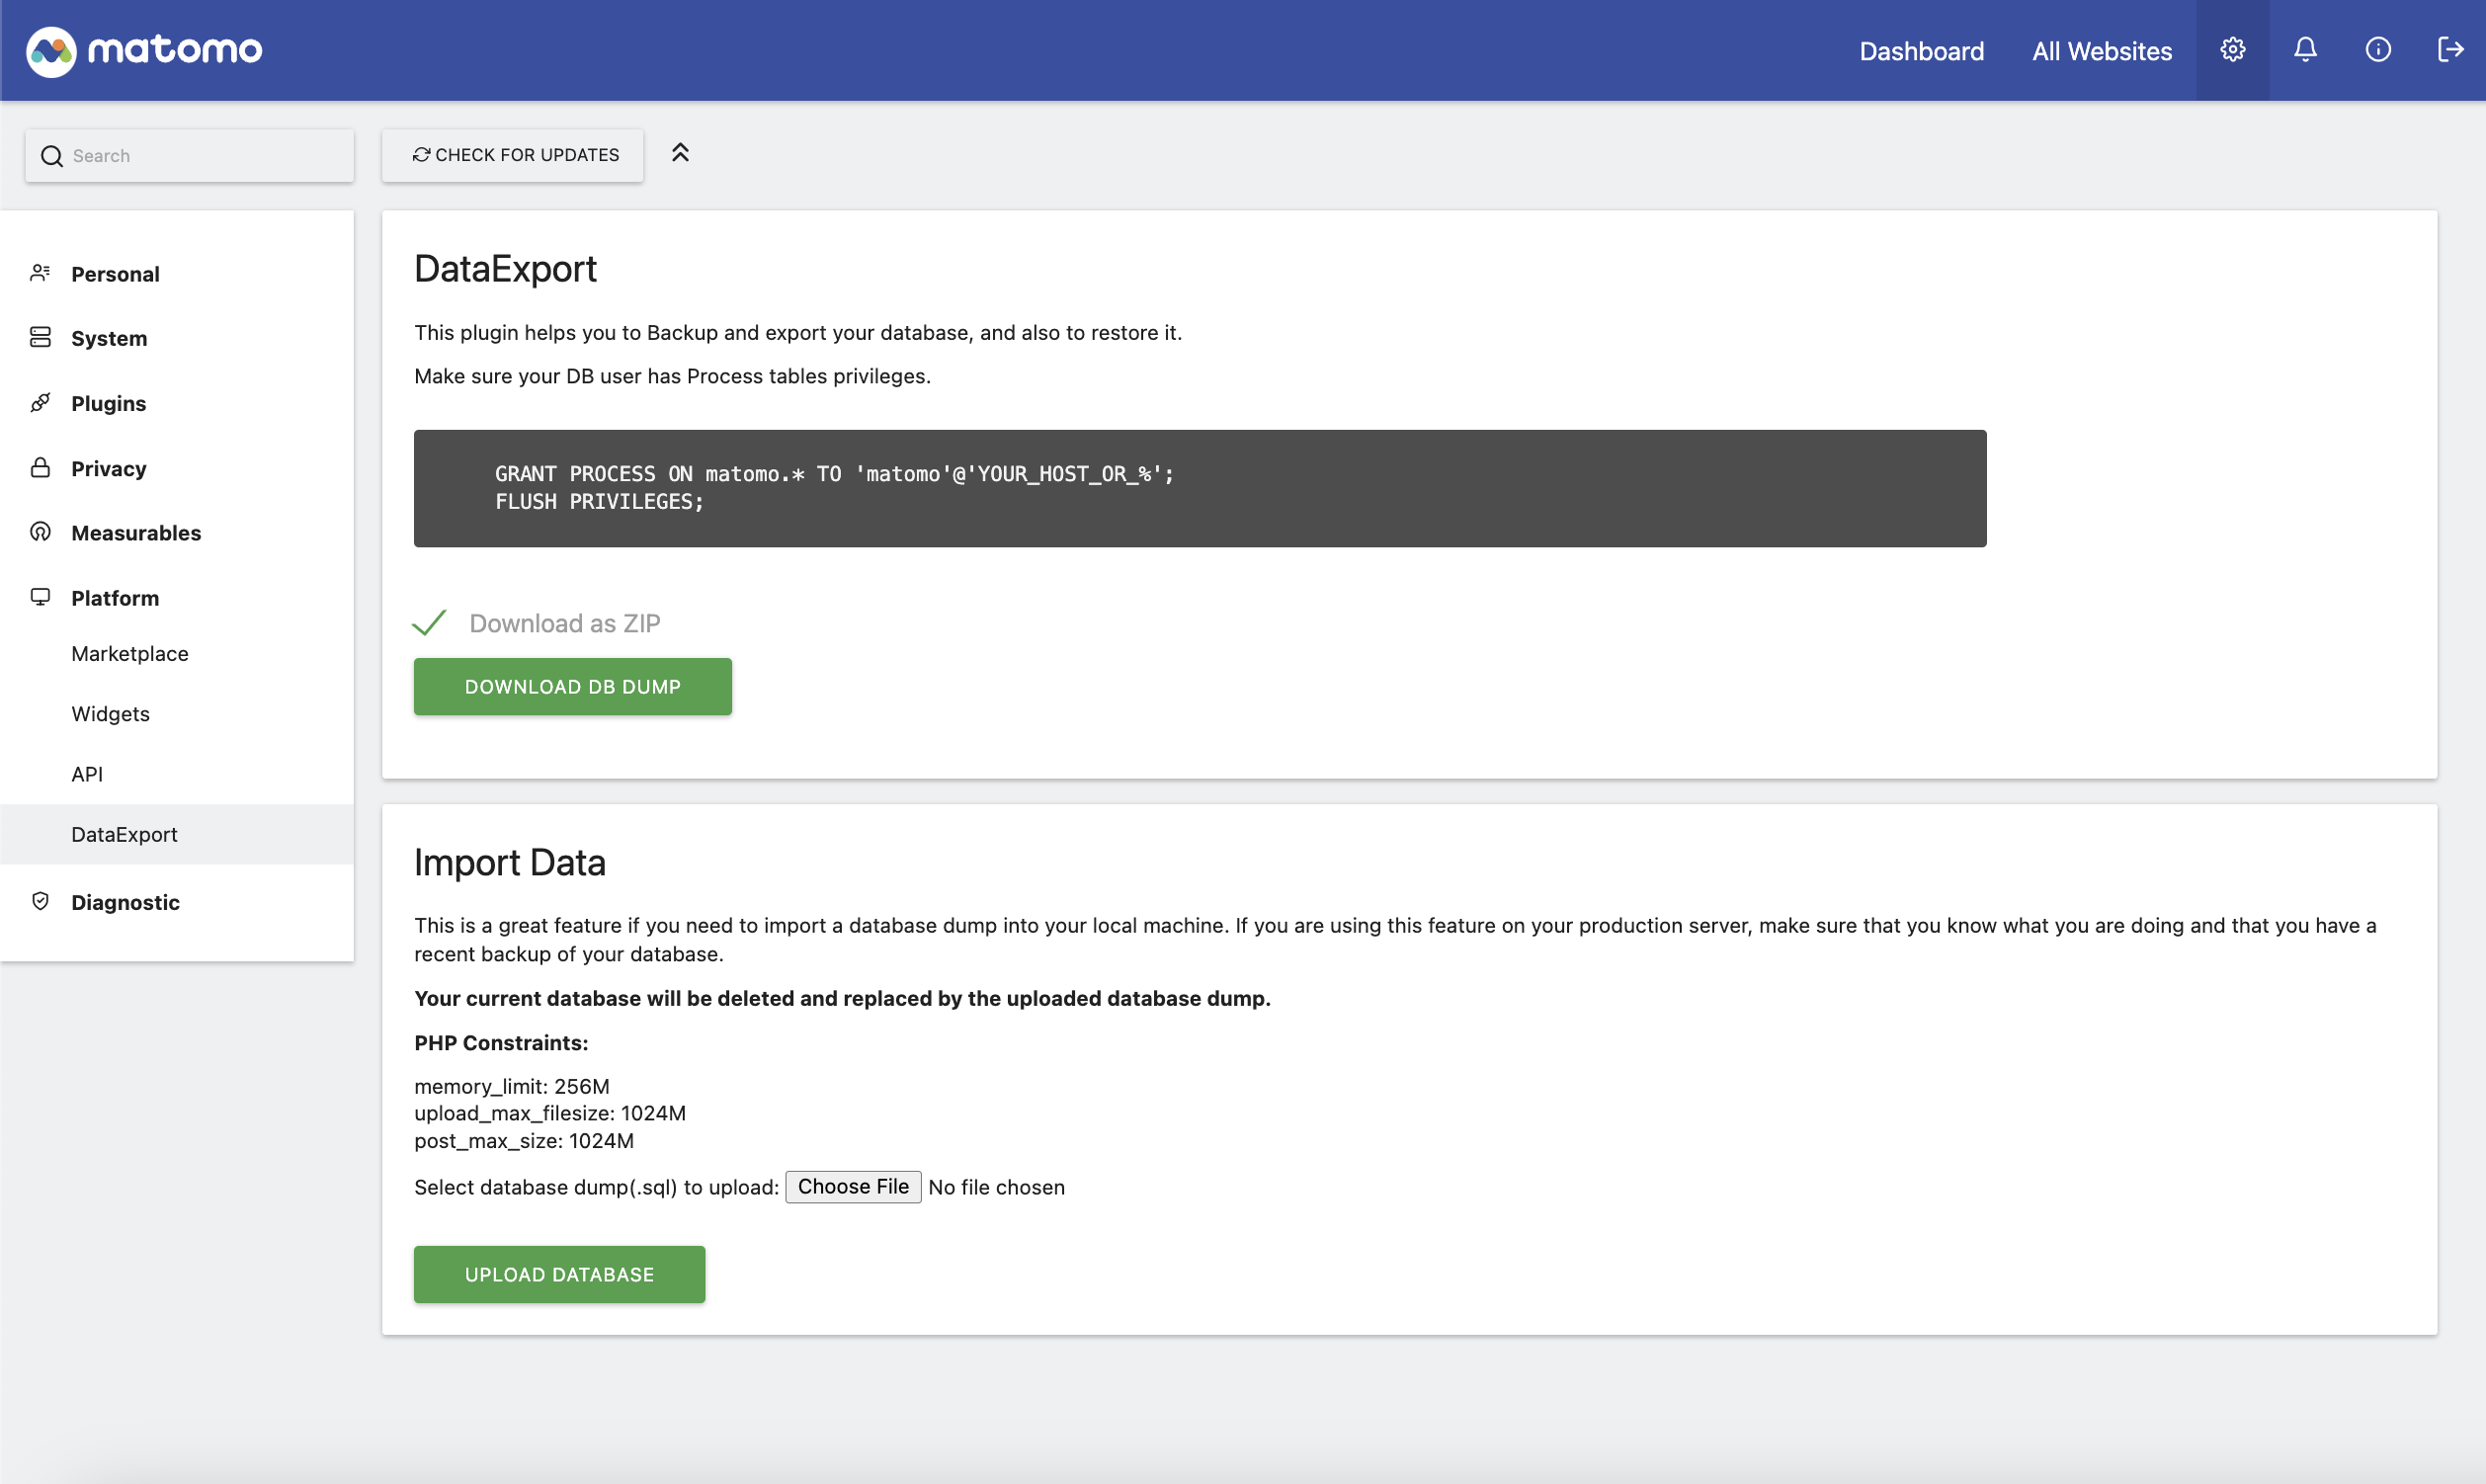 matomo
Dashboard
All Websites
Search
CHECK FOR UPDATES
Personal
System
Plugins
Privacy
Measurables
Platform
Marketplace
Widgets
API
DataExport
Diagnostic
DataExport
This plugin helps you to Backup and export your database, and also to restore it.
Make sure your DB user has Process tables privileges.
GRANT PROCESS ON matomo.* TO 'matomo'@'YOUR_HOST_OR_%';
FLUSH PRIVILEGES;
Download as ZIP
DOWNLOAD DB DUMP
Import Data
This is a great feature if you need to import a database dump into your local machine. If you are using this feature on your production server, make sure that you know what you are doing and that you have a
recent backup of your database.
Your current database will be deleted and replaced by the uploaded database dump.
PHP Constraints:
memory_limit: 256M
upload_max_filesize: 1024M
post_max_size: 1024M
Select database dump(.sql) to upload: Choose File No file chosen
UPLOAD DATABASE